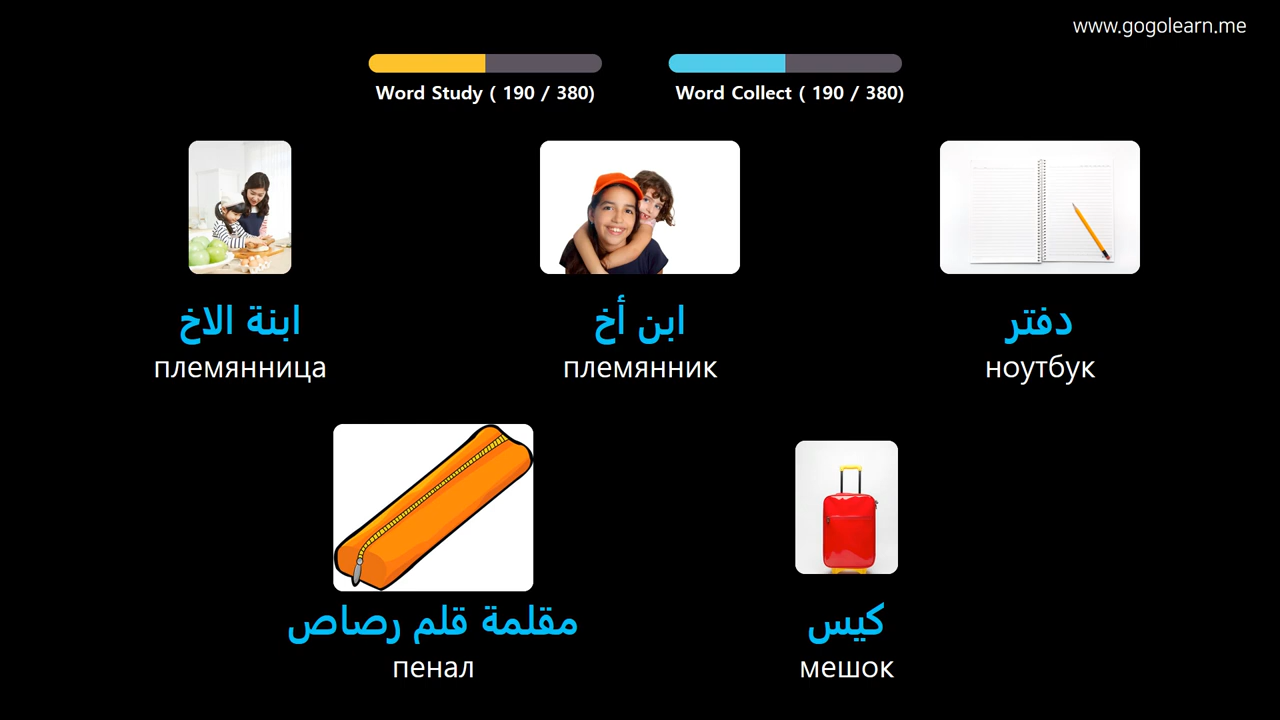 www.gogolearn.me
Word Study ( 190 / 380)
Word Collect ( 190 / 380)
ابنة الاخ
племянница
ابن أخ
племянник
دفتر
ноутбук
مقلمة قلم رصاص
пенал
كيس
мешок